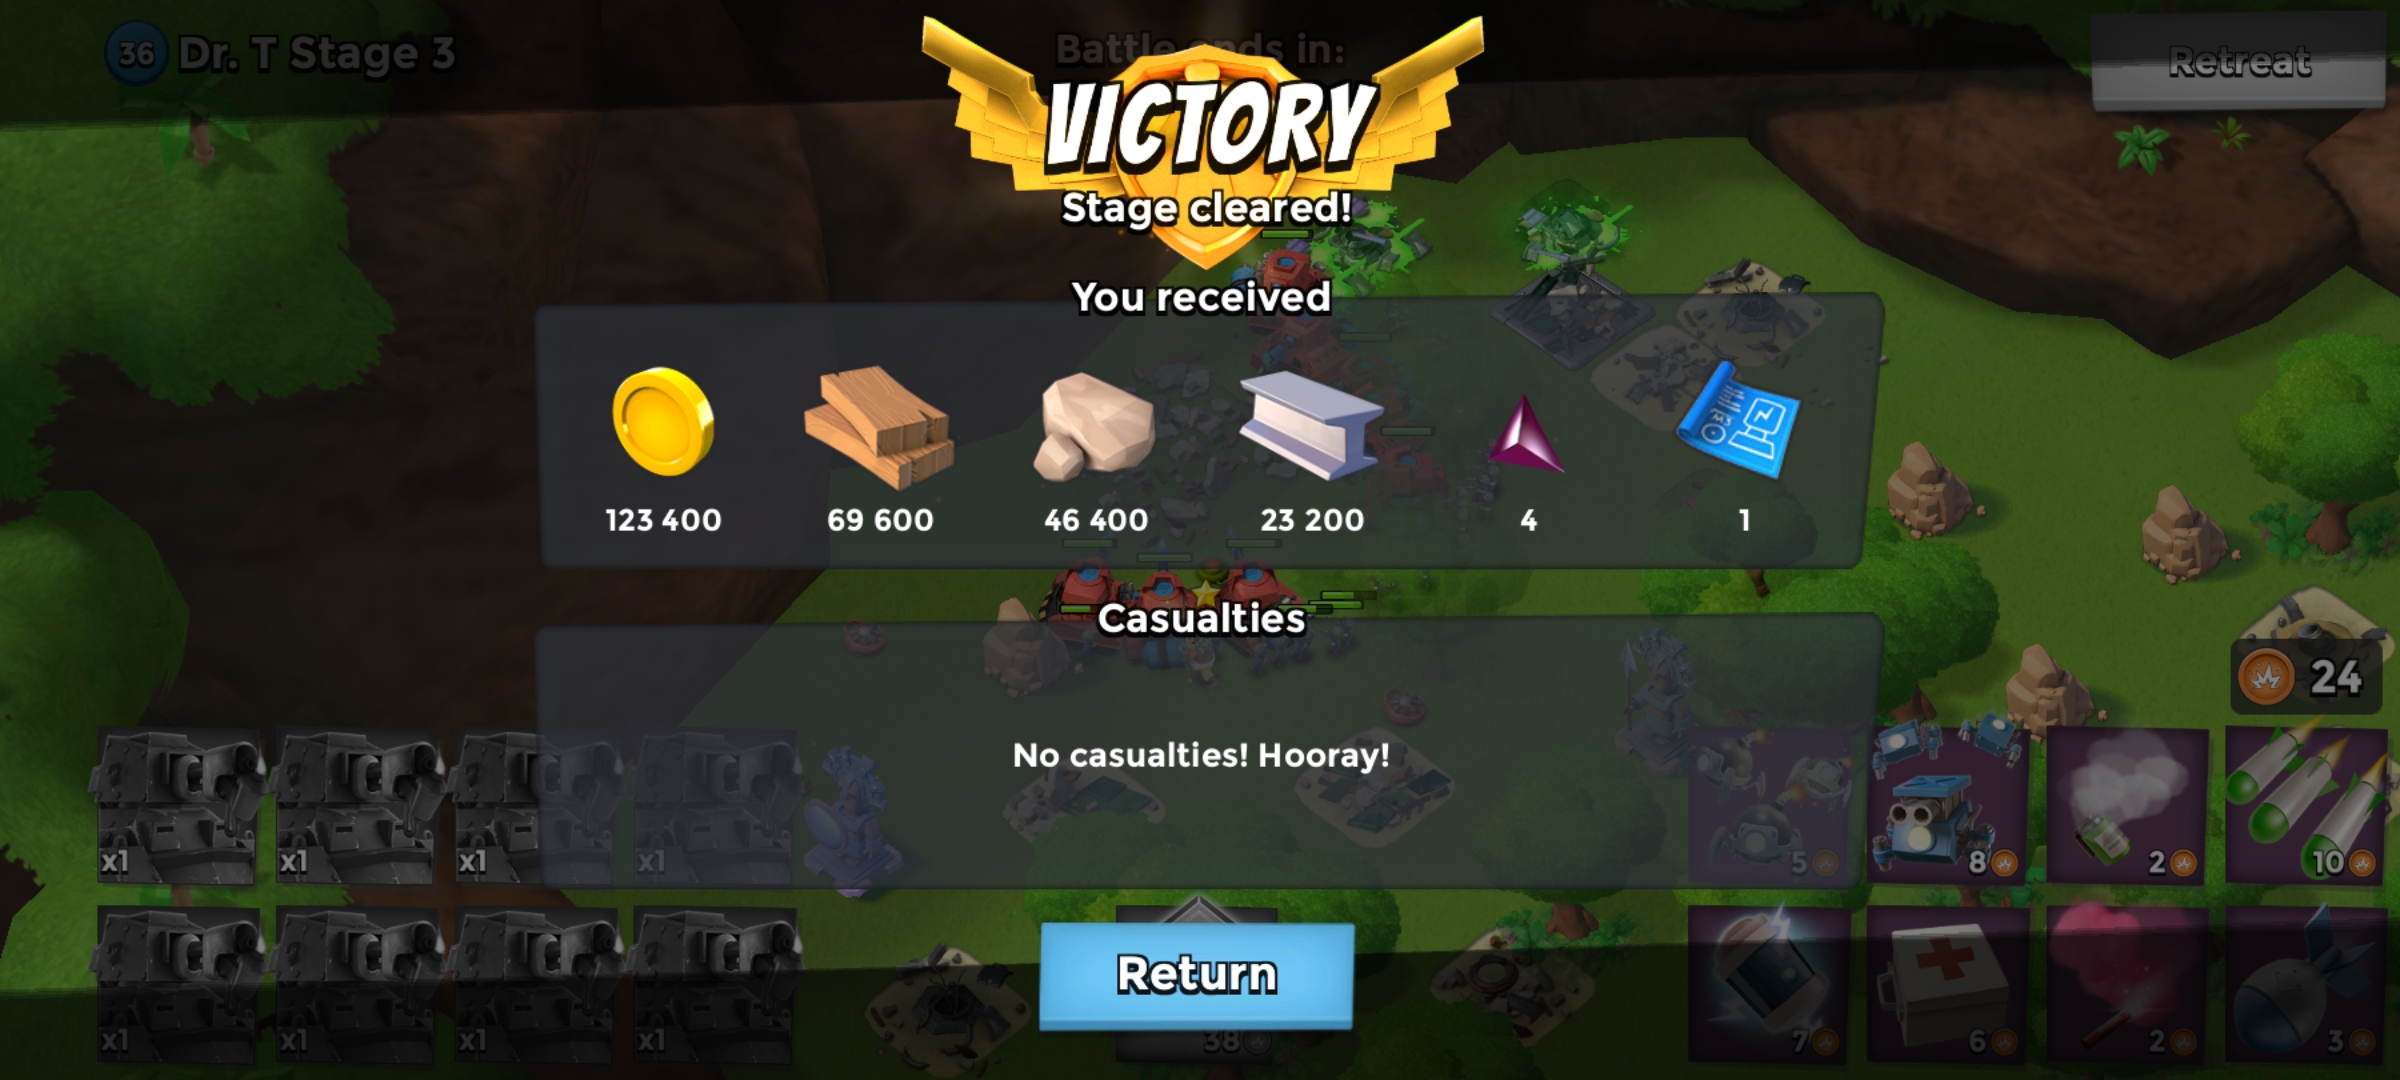 36 Dr. T Stage 3
Battle ends in:
Retreat
VICTORY
Stage cleared!
You received
123 400
69 600
46 400
23 200
4
1
Casualties
No casualties! Hooray!
24
x1 x1 x1 x1
5 8 2 10
x1 x1 x1 x1
Return
38
7 6 2 3